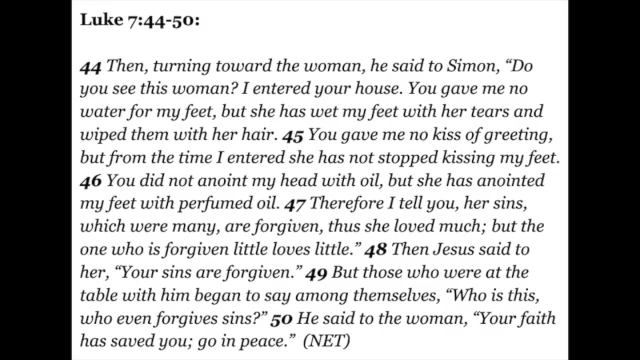 Luke 7:44-50:
44 Then, turning toward the woman, he said to Simon, “Do
you see this woman? I entered your house. You gave me no
water for my feet, but she has wet my feet with her tears and
wiped them with her hair. 45 You gave me no kiss of greeting,
but from the time I entered she has not stopped kissing my feet.
46 You did not anoint my head with oil, but she has anointed
my feet with perfumed oil. 47 Therefore I tell you, her sins,
which were many, are forgiven, thus she loved much; but the
one who is forgiven little loves little.” 48 Then Jesus said to
her, “Your sins are forgiven.” 49 But those who were at the
table with him began to say among themselves, “Who is this,
who even forgives sins?” 50 He said to the woman, “Your faith
has saved you; go in peace.” (NET)